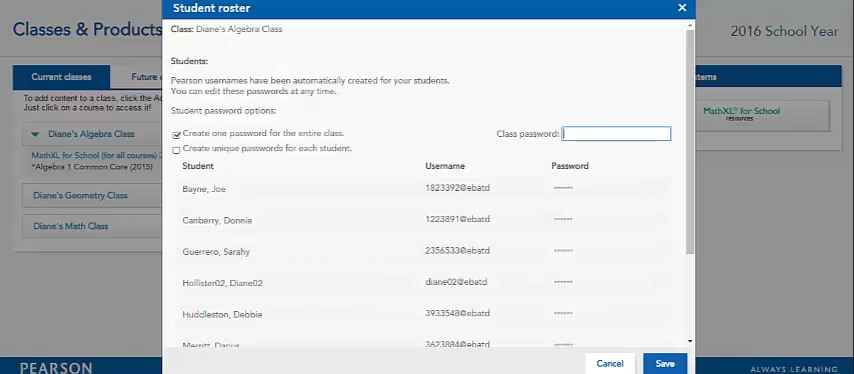 Student roster
Classes & Products
2016 School Year
Class: Diane's Algebra Class
Students:
Current classes
Future
Pearson usernames have been automatically created for your students.
You can edit these passwords at any time.
To add content to a class, click the
Just click on a course to access it!
Student password options:
Create one password for the entire class.
Class password:
Create unique passwords for each student.
Diane's Algebra Class
MathXL for School (for all courses)
*Algebra 1 Common Core (2015)
Diane's Geometry Class
Diane's Math Class
MathXL® for School
resources
Student Username Password
Bayne, Joe 1823392@ebatd ------
Canberry, Donnie 1223891@ebatd ------
Guerrero, Sarahy 2356533@ebatd ------
Hollister02, Diane02 diane02@ebatd ------
Huddleston, Debbie 3933548@ebatd ------
Merritt, Darius 3623884@ebatd ------
Cancel Save
PEARSON
ALWAYS LEARNING